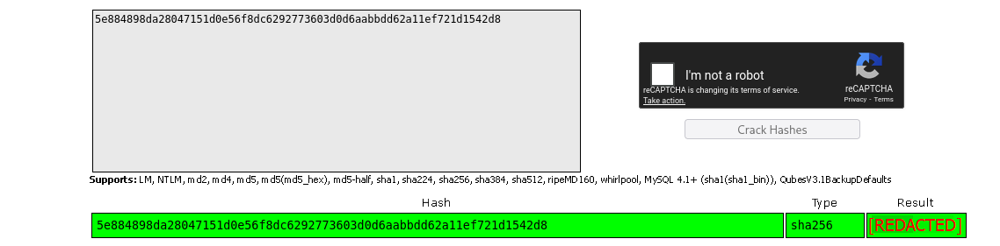 5e884898da28047151d0e56f8dc6292773603d0d6aabbdd62a11ef721d1542d8
I'm not a robot
reCAPTCHA is changing its terms of service.
Take action.
reCAPTCHA
Privacy - Terms
Crack Hashes
Supports: LM, NTLM, md2, md4, md5, md5(md5_hex), md5-half, sha1, sha224, sha256, sha384, sha512, ripeMD160, whirlpool, MySQL 4.1+ (sha1(sha1_bin)), QubesV3.1BackupDefaults
Hash Type Result
5e884898da28047151d0e56f8dc6292773603d0d6aabbdd62a11ef721d1542d8 sha256 [REDACTED]